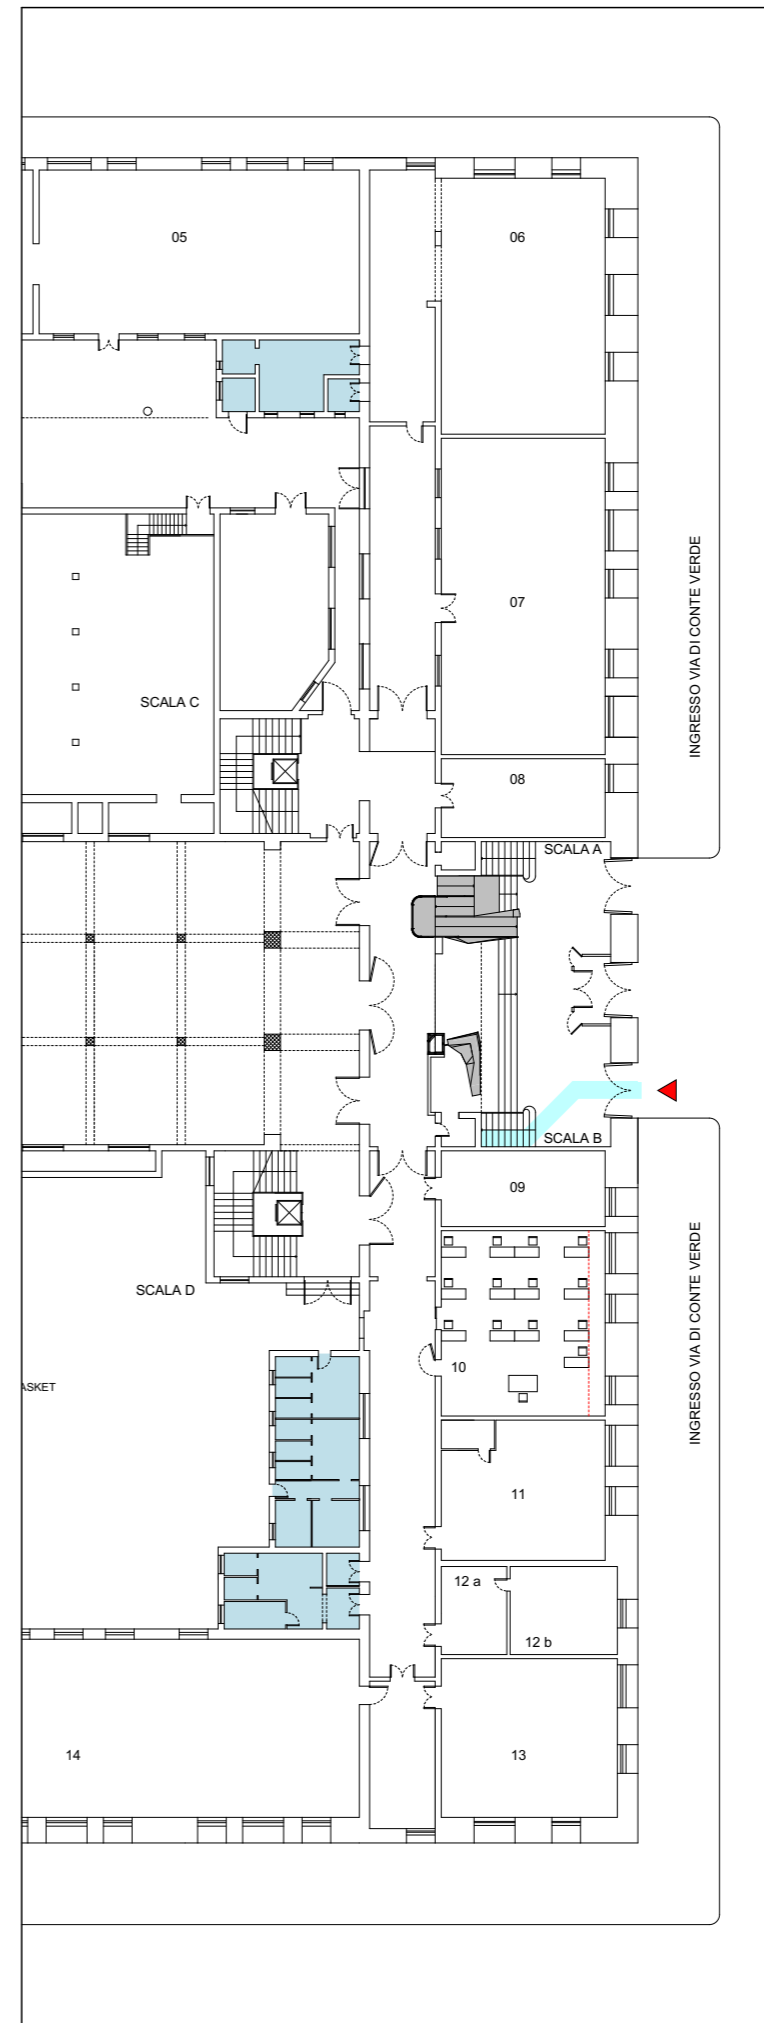 05
06
INGRESSO VIA DI CONTE VERDE
07
SCALA C
08
SCALA A
SCALA B
09
SCALA D
INGRESSO VIA DI CONTE VERDE
10
ASKET
11
12 a
12 b
14
13